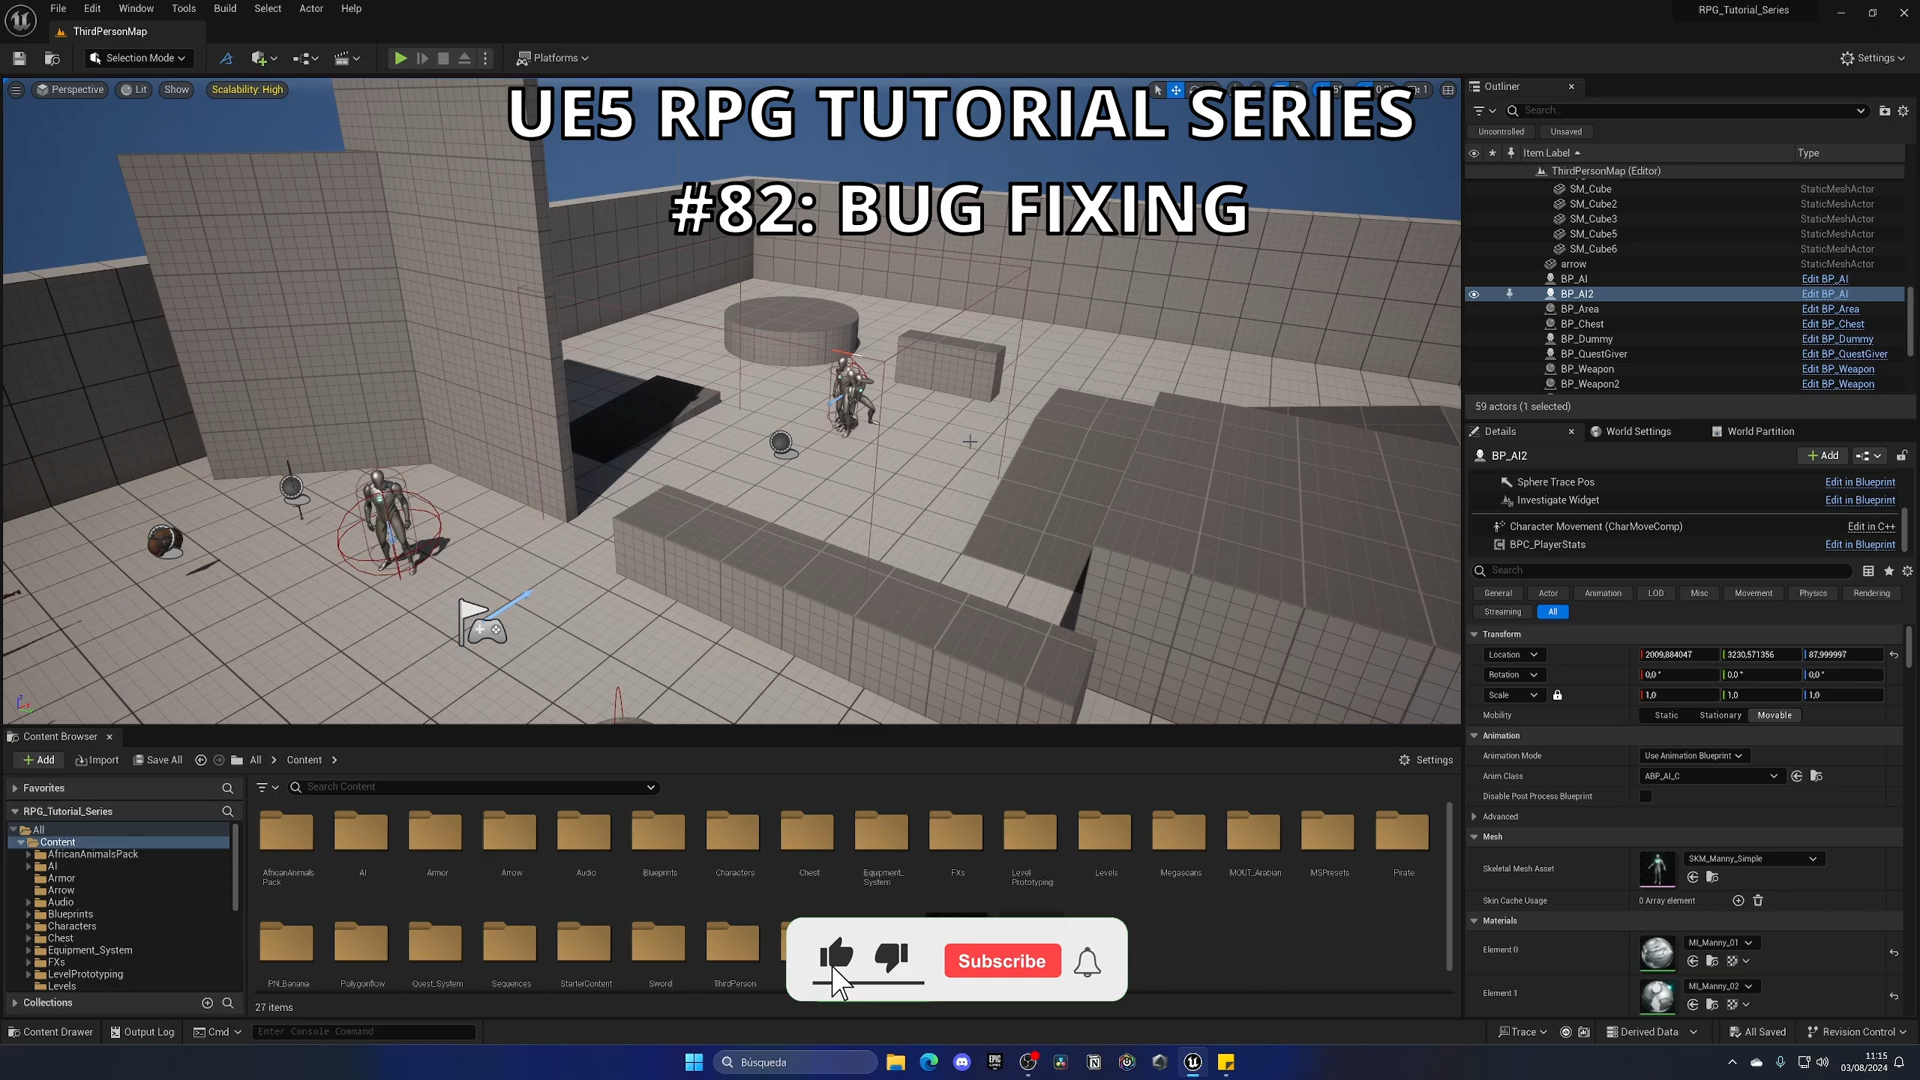 File Edit Window Tools Build Select Actor Help
RPG_Tutorial_Series
ThirdPersonMap
Selection Mode
Platforms
Settings
Perspective Lit Show Scalability: High
UE5 RPG TUTORIAL SERIES
#82: BUG FIXING
Outliner
Search...
Uncontrolled Unsaved
Item Label Type
ThirdPersonMap (Editor)
SM_Cube StaticMeshActor
SM_Cube2 StaticMeshActor
SM_Cube3 StaticMeshActor
SM_Cube5 StaticMeshActor
SM_Cube6 StaticMeshActor
arrow StaticMeshActor
BP_AI Edit BP_AI
BP_AI2 Edit BP_AI
BP_Area Edit BP_Area
BP_Chest Edit BP_Chest
BP_Dummy Edit BP_Dummy
BP_QuestGiver Edit BP_QuestGiver
BP_Weapon Edit BP_Weapon
BP_Weapon2 Edit BP_Weapon
59 actors (1 selected)
Details World Settings World Partition
BP_AI2 Add
Sphere Trace Pos Edit in Blueprint
Investigate Widget Edit in Blueprint
Character Movement (CharMoveComp) Edit in C++
BPC_PlayerStats Edit in Blueprint
Search
General Actor Animation LOD Misc Movement Physics Rendering
Streaming All
Transform
Location 2009,884047 3230,571356 87,999997
Rotation 0,0 ° 0,0 ° 0,0 °
Scale 1,0 1,0 1,0
Mobility Static Stationary Movable
Animation
Animation Mode Use Animation Blueprint
Anim Class ABP_AI_C
Disable Post Process Blueprint
Advanced
Mesh
Skeletal Mesh Asset SKM_Manny_Simple
Skin Cache Usage 0 Array element
Materials
Element 0 MI_Manny_01
Element 1 MI_Manny_02
Content Browser
Add Import Save All All Content Settings
Favorites
Search Content
RPG_Tutorial_Series
All
Content
AfricanAnimalsPack
AI
Armor
Arrow
Audio
Blueprints
Characters
Chest
Equipment_System
FXs
LevelPrototyping
Levels
Collections
AfricanAnimals Pack AI Armor Arrow Audio Blueprints Characters Chest Equipment_ System FXs Level Prototyping Levels Megascans MOUT_Arabian MSPresets Pirate
PN_Banana Polygonflow Quest_System Sequences StarterContent Sword ThirdPerson
Subscribe
27 items
Content Drawer Output Log Cmd Enter Console Command
Trace Derived Data All Saved Revision Control
Búsqueda
11:15
03/08/2024